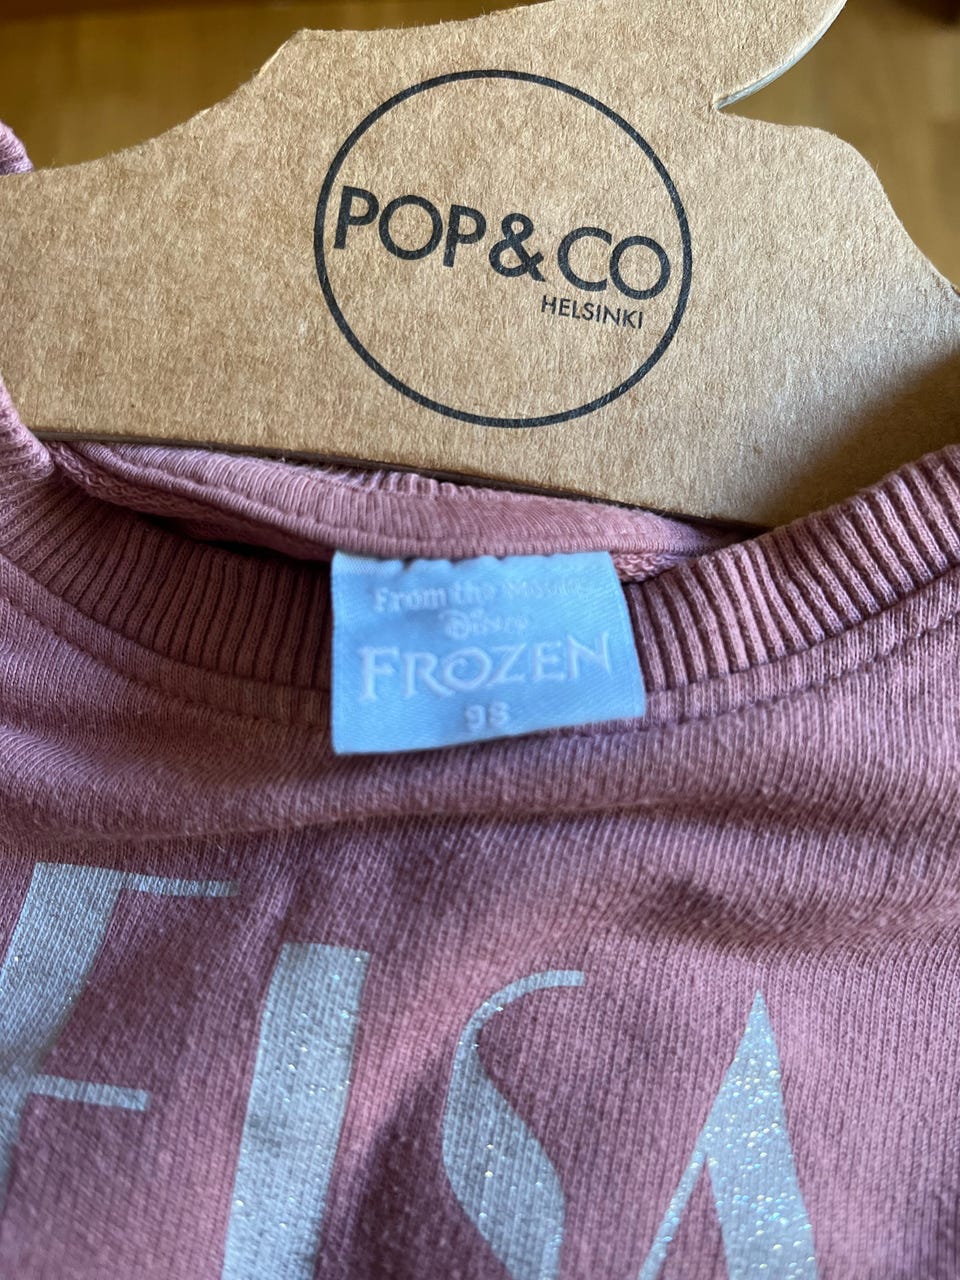 POP&CO
HELSINKI
From the Movie
Disney
FROZEN
98
ELSA